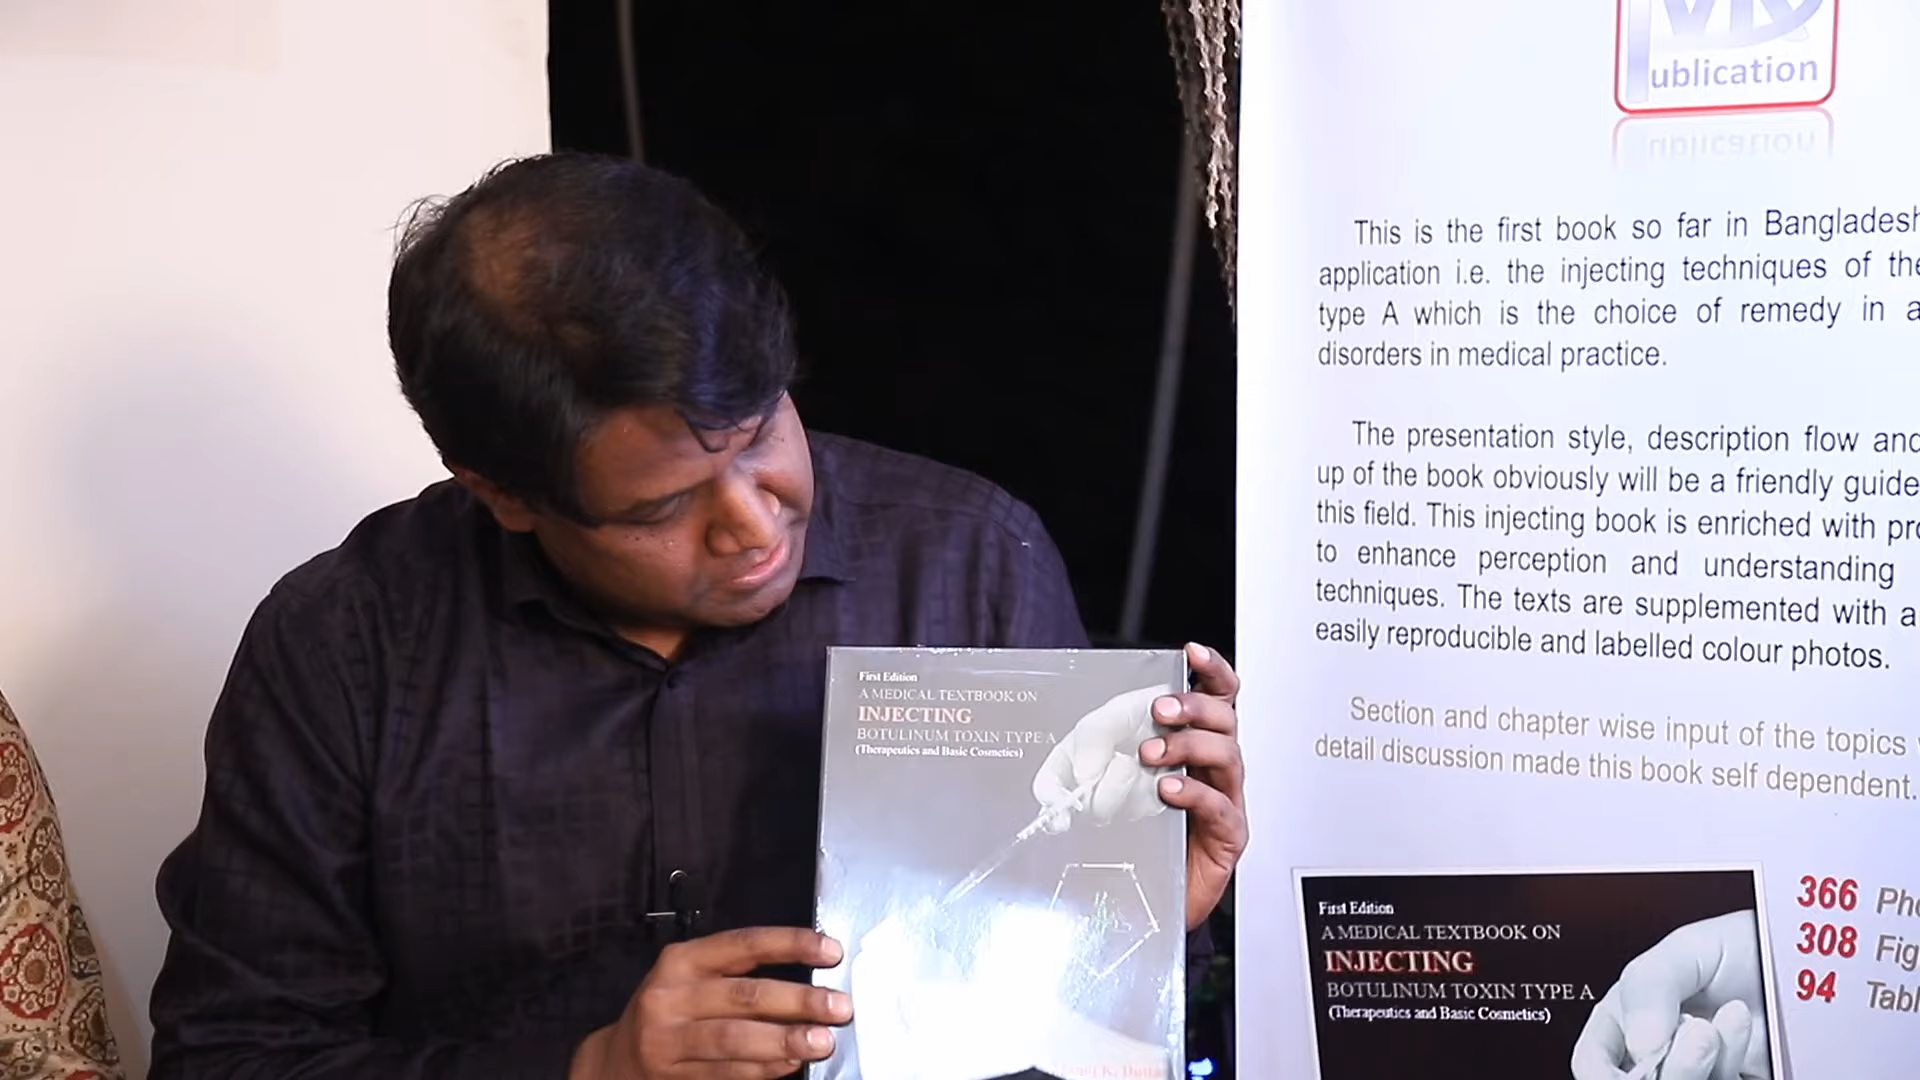 ublication
This is the first book so far in Bangladesh
application i.e. the injecting techniques of the
type A which is the choice of remedy in a
disorders in medical practice.
The presentation style, description flow and
up of the book obviously will be a friendly guide
this field. This injecting book is enriched with pro
to enhance perception and understanding
techniques. The texts are supplemented with a
easily reproducible and labelled colour photos.
Section and chapter wise input of the topics
detail discussion made this book self dependent.
First Edition
A MEDICAL TEXTBOOK ON
INJECTING
BOTULINUM TOXIN TYPE A
(Therapeutics and Basic Cosmetics)
366 Pho
308 Fig
94 Tabl
First Edition
A MEDICAL TEXTBOOK ON
INJECTING
BOTULINUM TOXIN TYPE A
(Therapeutics and Basic Cosmetics)
K. Dutta